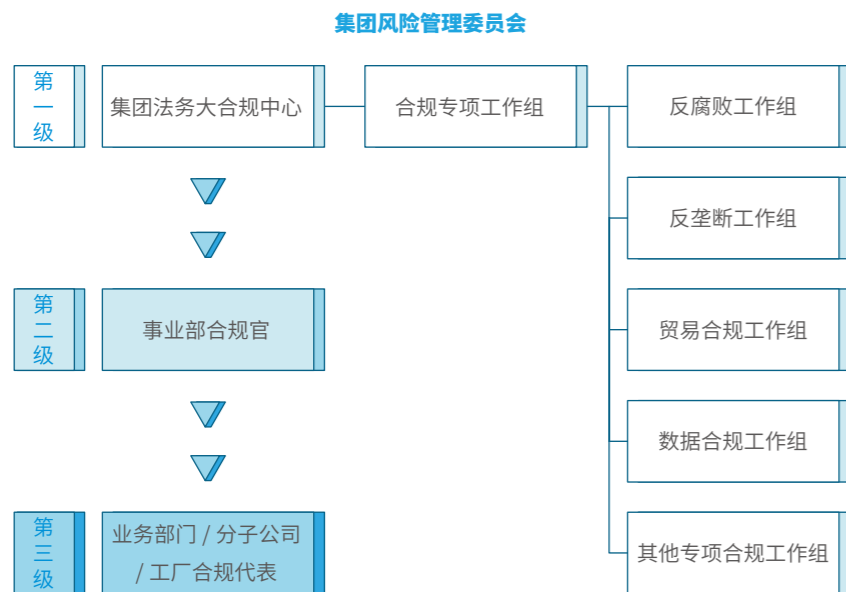 集团风险管理委员会
第一级
集团法务大合规中心
合规专项工作组
反腐败工作组
反垄断工作组
第二级
事业部合规官
贸易合规工作组
数据合规工作组
第三级
业务部门 / 分子公司
/ 工厂合规代表
其他专项合规工作组